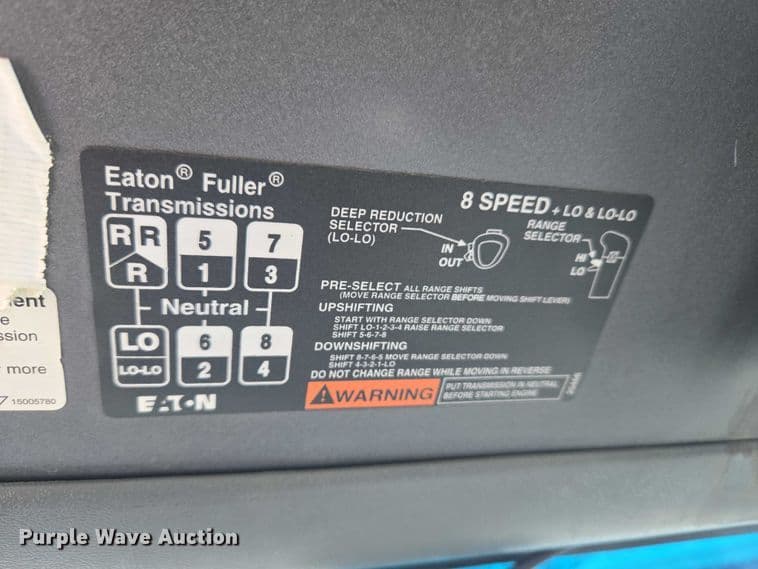 Eaton® Fuller®
Transmissions
8 SPEED + LO & LO-LO
R R 5 7
R 1 3
Neutral
LO 6 8
LO-LO 2 4
EATON
DEEP REDUCTION
SELECTOR
(LO-LO)
IN
OUT
RANGE
SELECTOR
HI
LO
PRE-SELECT ALL RANGE SHIFTS
(MOVE RANGE SELECTOR BEFORE MOVING SHIFT LEVER)
UPSHIFTING
START WITH RANGE SELECTOR DOWN
SHIFT LO-1-2-3-4 RAISE RANGE SELECTOR
SHIFT 5-6-7-8
DOWNSHIFTING
SHIFT 8-7-6-5 MOVE RANGE SELECTOR DOWN
SHIFT 4-3-2-1-LO
DO NOT CHANGE RANGE WHILE MOVING IN REVERSE
WARNING
PUT TRANSMISSION IN NEUTRAL
BEFORE STARTING ENGINE
ent
e
ssion
more
15005780
Purple Wave Auction